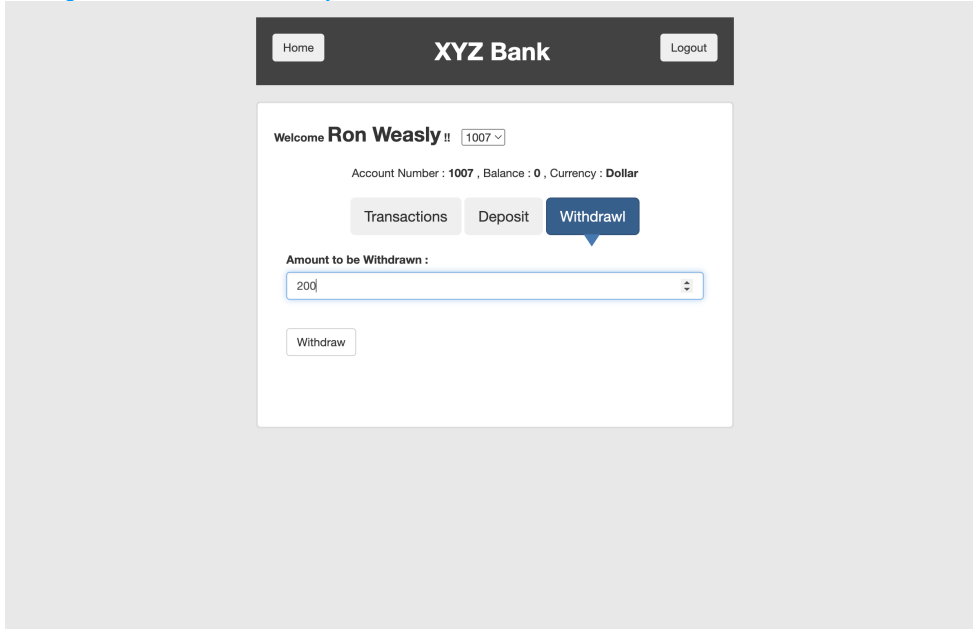 Home XYZ Bank Logout
Welcome Ron Weasly !! 1007
Account Number : 1007 , Balance : 0 , Currency : Dollar
Transactions Deposit Withdrawl
Amount to be Withdrawn :
200
Withdraw